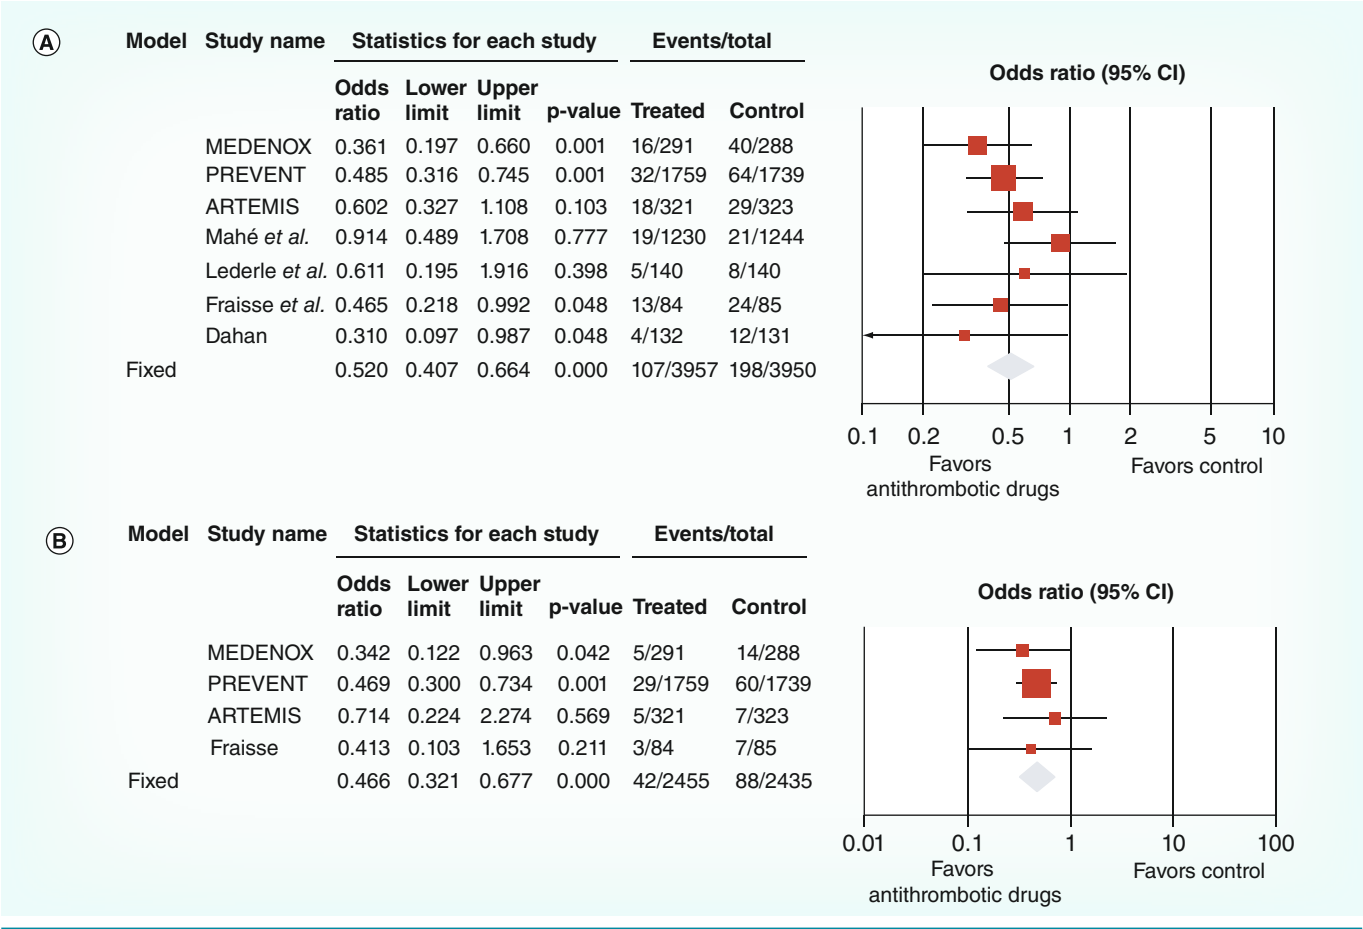 A
Model Study name Statistics for each study Events/total
Odds ratio (95% CI)
Odds ratio Lower limit Upper limit p-value Treated Control
MEDENOX 0.361 0.197 0.660 0.001 16/291 40/288
PREVENT 0.485 0.316 0.745 0.001 32/1759 64/1739
ARTEMIS 0.602 0.327 1.108 0.103 18/321 29/323
Mahé et al. 0.914 0.489 1.708 0.777 19/1230 21/1244
Lederle et al. 0.611 0.195 1.916 0.398 5/140 8/140
Fraisse et al. 0.465 0.218 0.992 0.048 13/84 24/85
Dahan 0.310 0.097 0.987 0.048 4/132 12/131
Fixed 0.520 0.407 0.664 0.000 107/3957 198/3950
0.1 0.2 0.5 1 2 5 10
Favors antithrombotic drugs Favors control
B
Model Study name Statistics for each study Events/total
Odds ratio (95% CI)
Odds ratio Lower limit Upper limit p-value Treated Control
MEDENOX 0.342 0.122 0.963 0.042 5/291 14/288
PREVENT 0.469 0.300 0.734 0.001 29/1759 60/1739
ARTEMIS 0.714 0.224 2.274 0.569 5/321 7/323
Fraisse 0.413 0.103 1.653 0.211 3/84 7/85
Fixed 0.466 0.321 0.677 0.000 42/2455 88/2435
0.01 0.1 1 10 100
Favors antithrombotic drugs Favors control